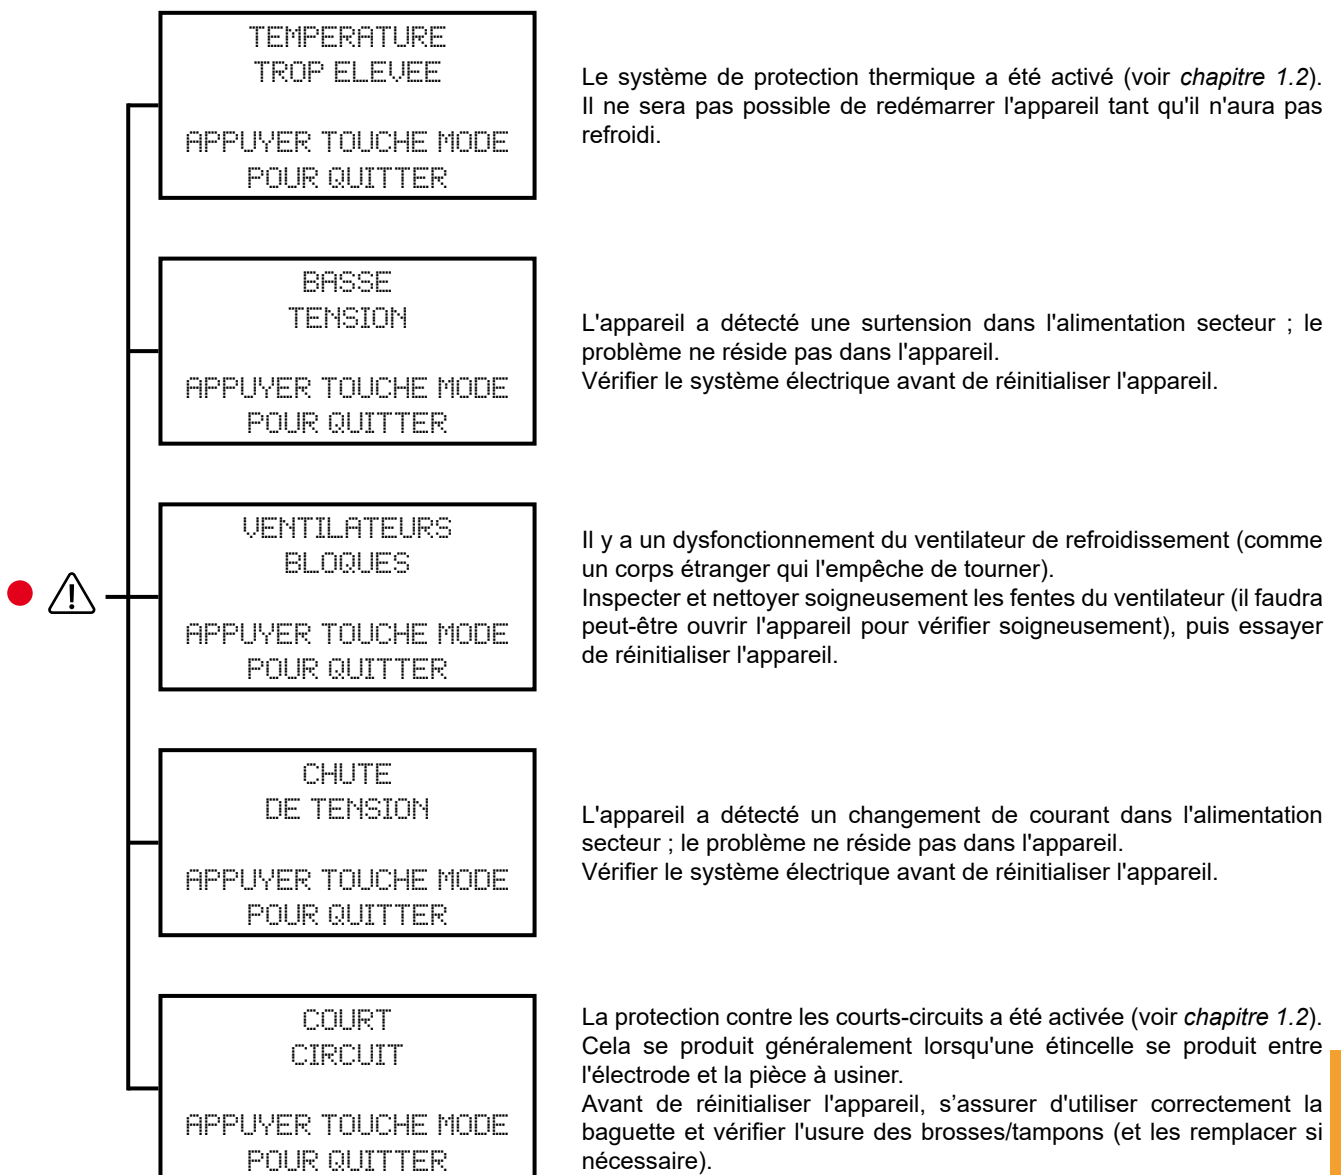 TEMPERATURE
TROP ELEVEE
APPUYER TOUCHE MODE
POUR QUITTER
Le système de protection thermique a été activé (voir chapitre 1.2).
Il ne sera pas possible de redémarrer l'appareil tant qu'il n'aura pas
refroidi.
BASSE
TENSION
APPUYER TOUCHE MODE
POUR QUITTER
L'appareil a détecté une surtension dans l'alimentation secteur ; le
problème ne réside pas dans l'appareil.
Vérifier le système électrique avant de réinitialiser l'appareil.
VENTILATEURS
BLOQUES
APPUYER TOUCHE MODE
POUR QUITTER
Il y a un dysfonctionnement du ventilateur de refroidissement (comme
un corps étranger qui l'empêche de tourner).
Inspecter et nettoyer soigneusement les fentes du ventilateur (il faudra
peut-être ouvrir l'appareil pour vérifier soigneusement), puis essayer
de réinitialiser l'appareil.
CHUTE
DE TENSION
APPUYER TOUCHE MODE
POUR QUITTER
L'appareil a détecté un changement de courant dans l'alimentation
secteur ; le problème ne réside pas dans l'appareil.
Vérifier le système électrique avant de réinitialiser l'appareil.
COURT
CIRCUIT
APPUYER TOUCHE MODE
POUR QUITTER
La protection contre les courts-circuits a été activée (voir chapitre 1.2).
Cela se produit généralement lorsqu'une étincelle se produit entre
l'électrode et la pièce à usiner.
Avant de réinitialiser l'appareil, s’assurer d'utiliser correctement la
baguette et vérifier l'usure des brosses/tampons (et les remplacer si
nécessaire).